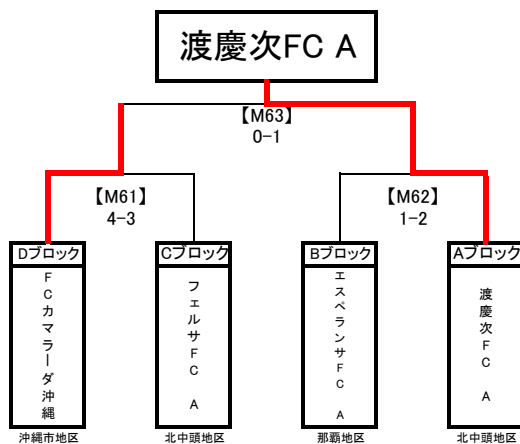 渡慶次FC A
【M63】
0-1
【M61】
4-3
【M62】
1-2
Dブロック
Cブロック
Bブロック
Aブロック
FCカマラーダ沖縄
フェルサFC A
エスペランサFC A
渡慶次FC A
沖縄市地区
北中頭地区
那覇地区
北中頭地区